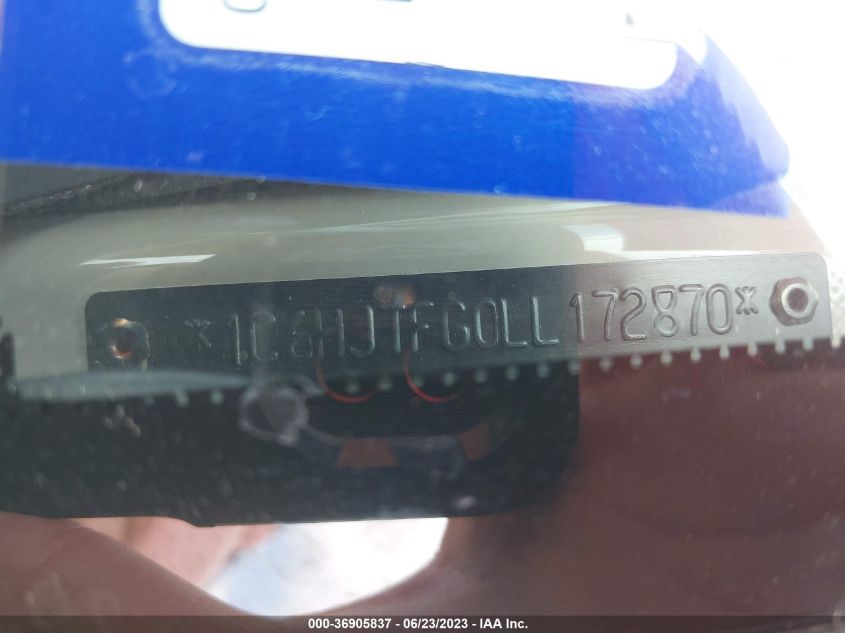 *1C6HJTFG0LL172870*
000-36905837 - 06/23/2023 - IAA Inc.